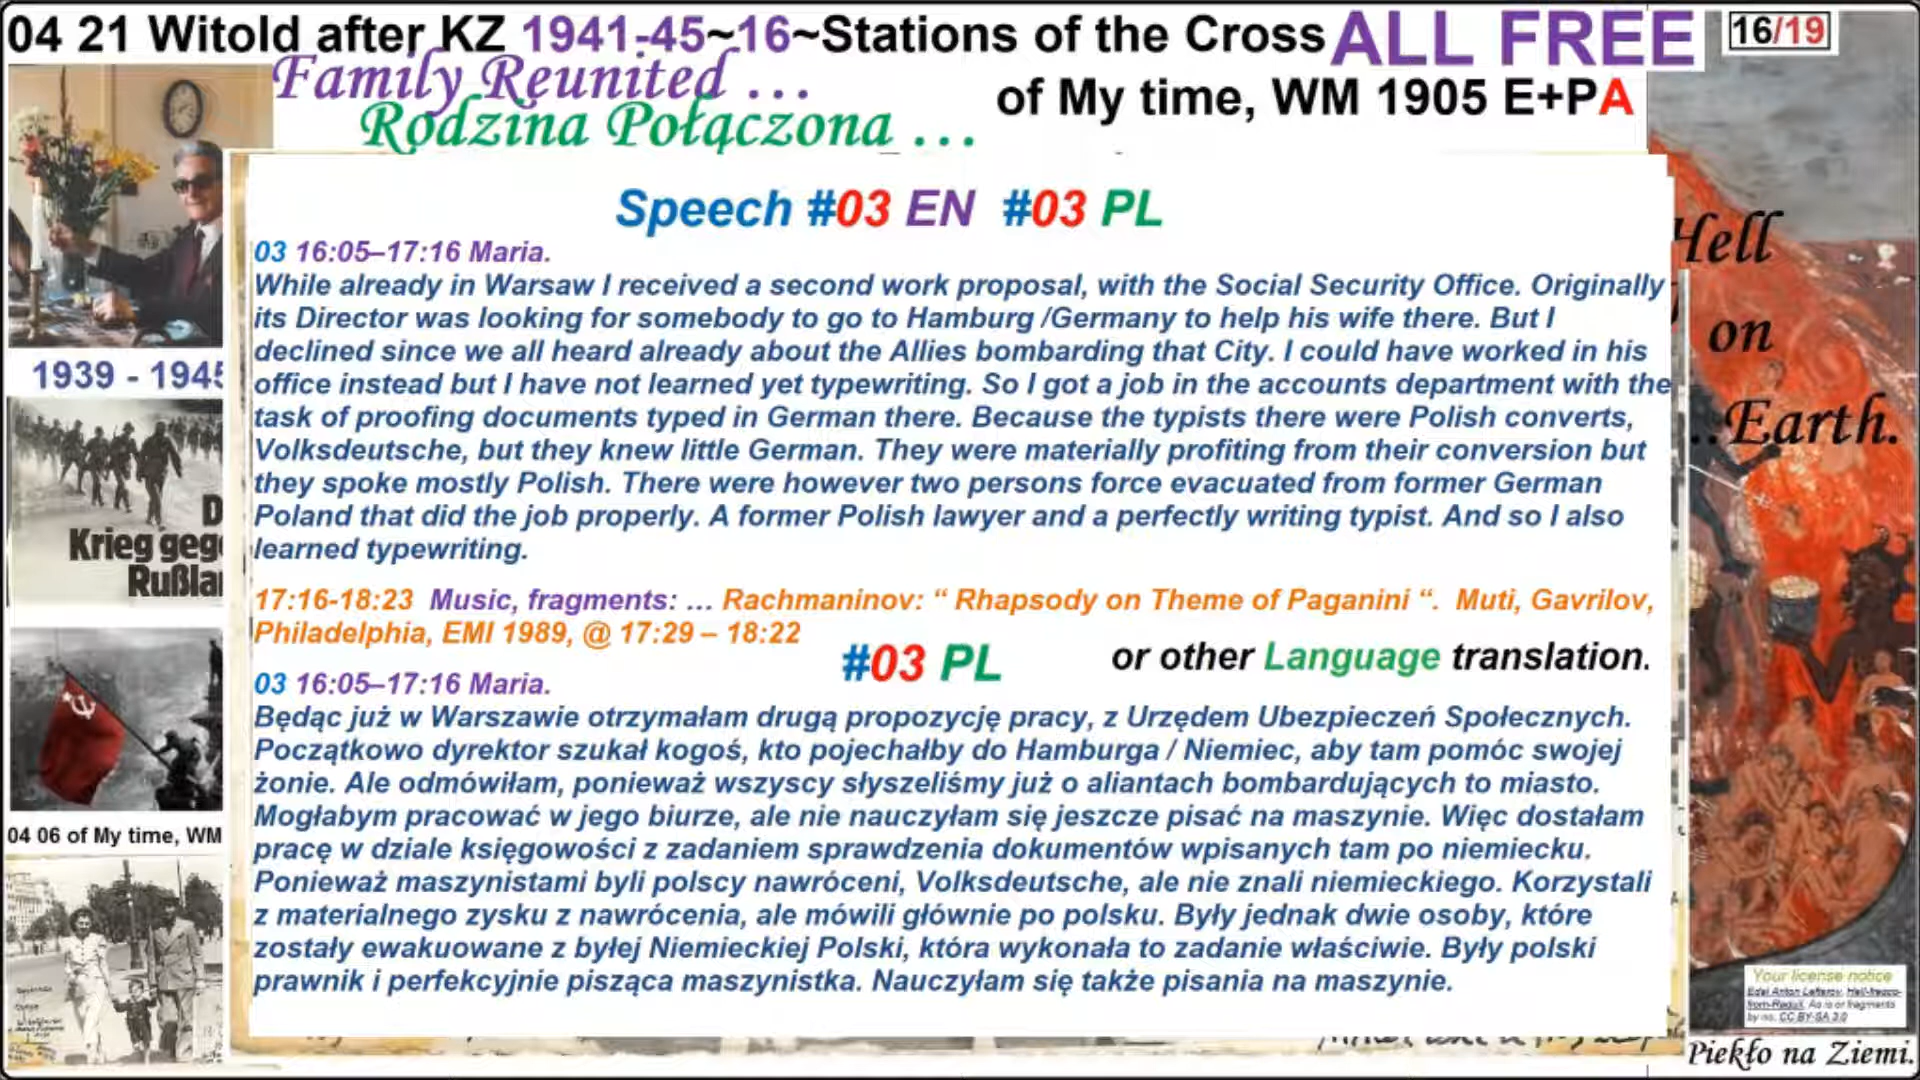 04 21 Witold after KZ 1941-45~16~Stations of the Cross ALL FREE 16/19
Family Reunited ...
of My time, WM 1905 E+PA
Rodzina Połączona ...
Speech #03 EN #03 PL
03 16:05–17:16 Maria.
While already in Warsaw I received a second work proposal, with the Social Security Office. Originally
its Director was looking for somebody to go to Hamburg /Germany to help his wife there. But I
declined since we all heard already about the Allies bombarding that City. I could have worked in his
office instead but I have not learned yet typewriting. So I got a job in the accounts department with the
task of proofing documents typed in German there. Because the typists there were Polish converts,
Volksdeutsche, but they knew little German. They were materially profiting from their conversion but
they spoke mostly Polish. There were however two persons force evacuated from former German
Poland that did the job properly. A former Polish lawyer and a perfectly writing typist. And so I also
learned typewriting.
17:16-18:23 Music, fragments: ... Rachmaninov: “ Rhapsody on Theme of Paganini “. Muti, Gavrilov,
Philadelphia, EMI 1989, @ 17:29 – 18:22
#03 PL or other Language translation.
03 16:05–17:16 Maria.
Będąc już w Warszawie otrzymałam drugą propozycję pracy, z Urzędem Ubezpieczeń Społecznych.
Początkowo dyrektor szukał kogoś, kto pojechałby do Hamburga / Niemiec, aby tam pomóc swojej
żonie. Ale odmówiłam, ponieważ wszyscy słyszeliśmy już o aliantach bombardujących to miasto.
Mogłabym pracować w jego biurze, ale nie nauczyłam się jeszcze pisać na maszynie. Więc dostałam
pracę w dziale księgowości z zadaniem sprawdzenia dokumentów wpisanych tam po niemiecku.
Ponieważ maszynistami byli polscy nawróceni, Volksdeutsche, ale nie znali niemieckiego. Korzystali
z materialnego zysku z nawrócenia, ale mówili głównie po polsku. Były jednak dwie osoby, które
zostały ewakuowane z byłej Niemieckiej Polski, która wykonała to zadanie właściwie. Były polski
prawnik i perfekcyjnie pisząca maszynistka. Nauczyłam się także pisania na maszynie.
1939 - 1945
D
Krieg geg
Rußla
04 06 of My time, WM
Hell
on
..Earth.
Your license notice
by no. CC BY-SA 3.0
Piekło na Ziemi.